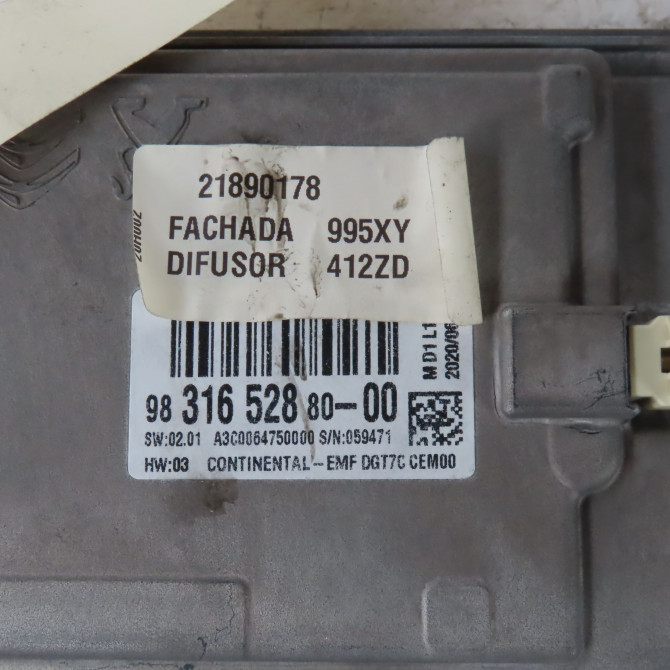 21890178
FACHADA 995XY
DIFUSOR 412ZD
98 316 528 80-00
SW:02.01 A3C0064750000 S/N:059471
HW:03 CONTINENTAL-EMF DGT7C CEM00